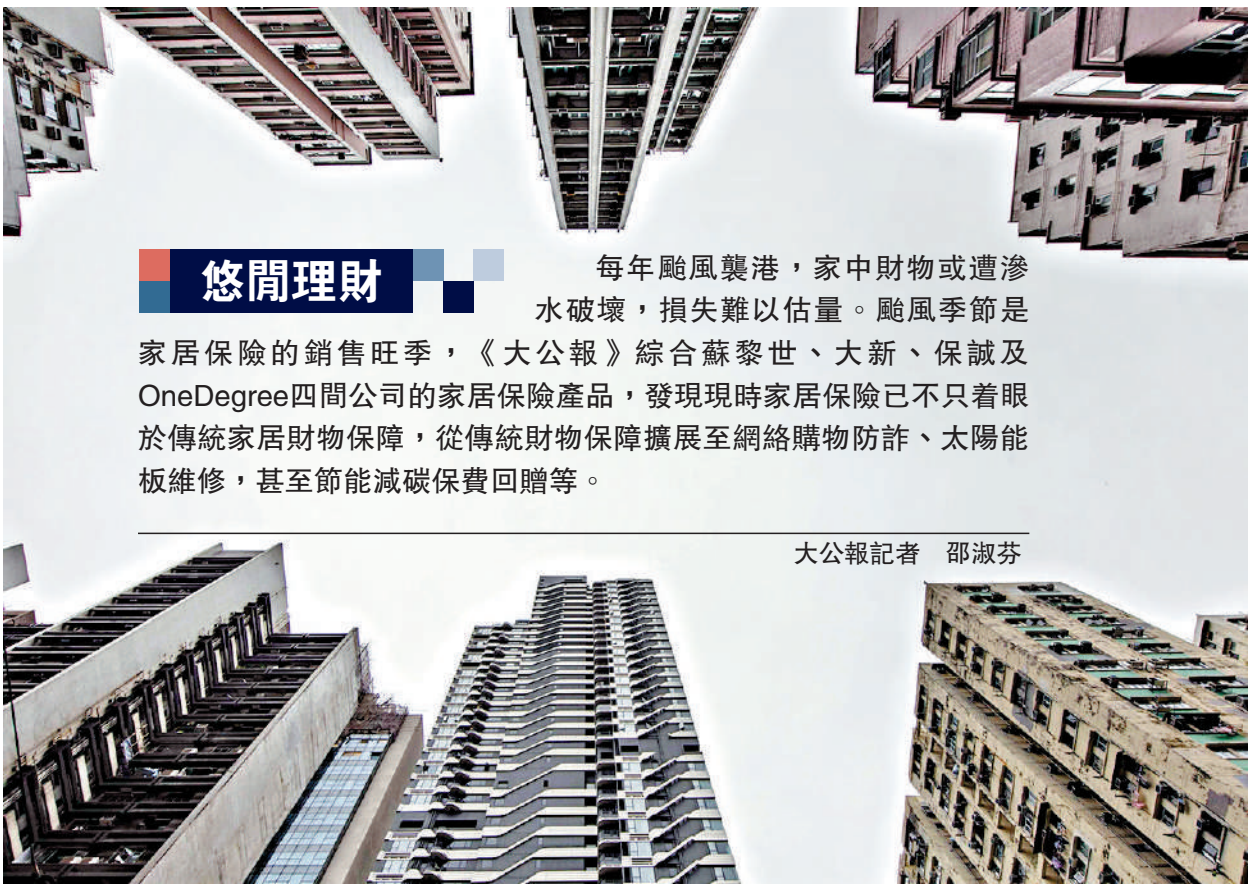 悠閒理財
每年颱風襲港，家中財物或遭滲
水破壞，損失難以估量。颱風季節是
家居保險的銷售旺季，《大公報》綜合蘇黎世、大新、保誠及
OneDegree四間公司的家居保險產品，發現現時家居保險已不只着眼
於傳統家居財物保障，從傳統財物保障擴展至網絡購物防詐、太陽能
板維修，甚至節能減碳保費回贈等。
大公報記者　邵淑芬